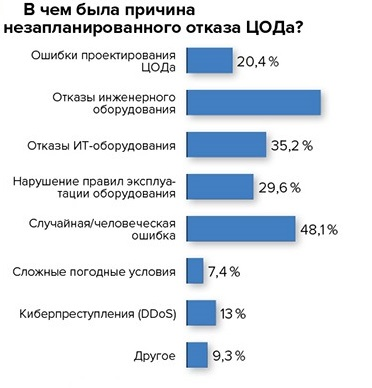 В чем была причина
незапланированного отказа ЦОДа?
Ошибки проектирования
ЦОДа
20,4 %
Отказы инженерного
оборудования
Отказы ИТ-оборудования
35,2 %
Нарушение правил эксплуа-
тации оборудования
29,6 %
Случайная/человеческая
ошибка
48,1 %
Сложные погодные условия
7,4 %
Киберпреступления (DDoS)
13 %
Другое
9,3 %